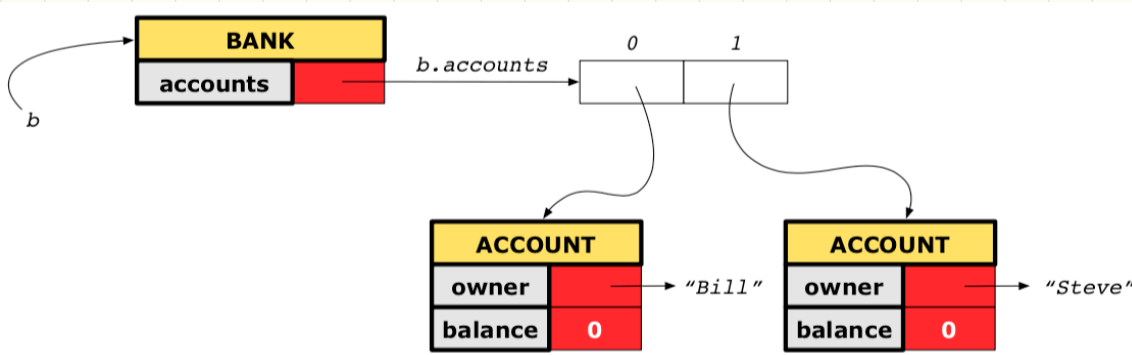 BANK
0 1
b.accounts
accounts
b
ACCOUNT ACCOUNT
owner “Bill” owner “Steve”
balance 0 balance 0